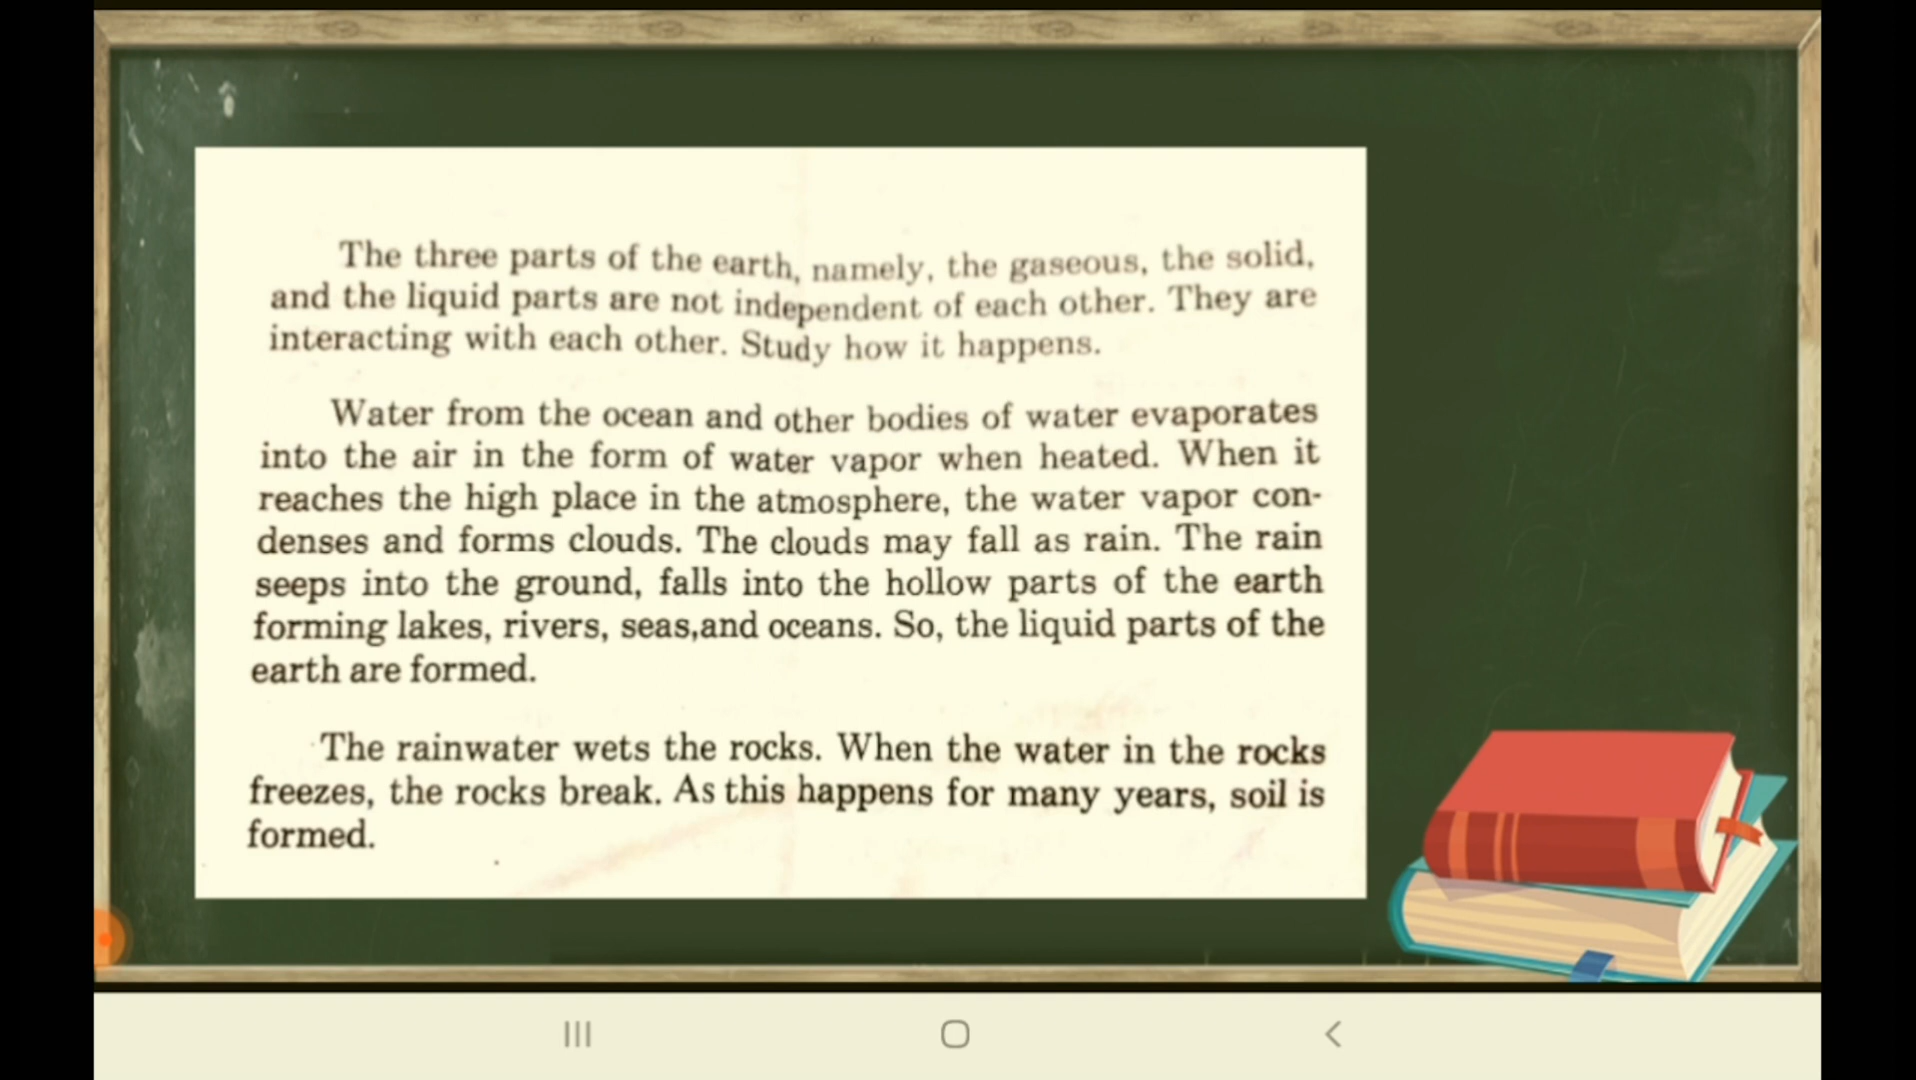 The three parts of the earth, namely, the gaseous, the solid,
and the liquid parts are not independent of each other. They are
interacting with each other. Study how it happens.
Water from the ocean and other bodies of water evaporates
into the air in the form of water vapor when heated. When it
reaches the high place in the atmosphere, the water vapor con-
denses and forms clouds. The clouds may fall as rain. The rain
seeps into the ground, falls into the hollow parts of the earth
forming lakes, rivers, seas,and oceans. So, the liquid parts of the
earth are formed.
The rainwater wets the rocks. When the water in the rocks
freezes, the rocks break. As this happens for many years, soil is
formed.